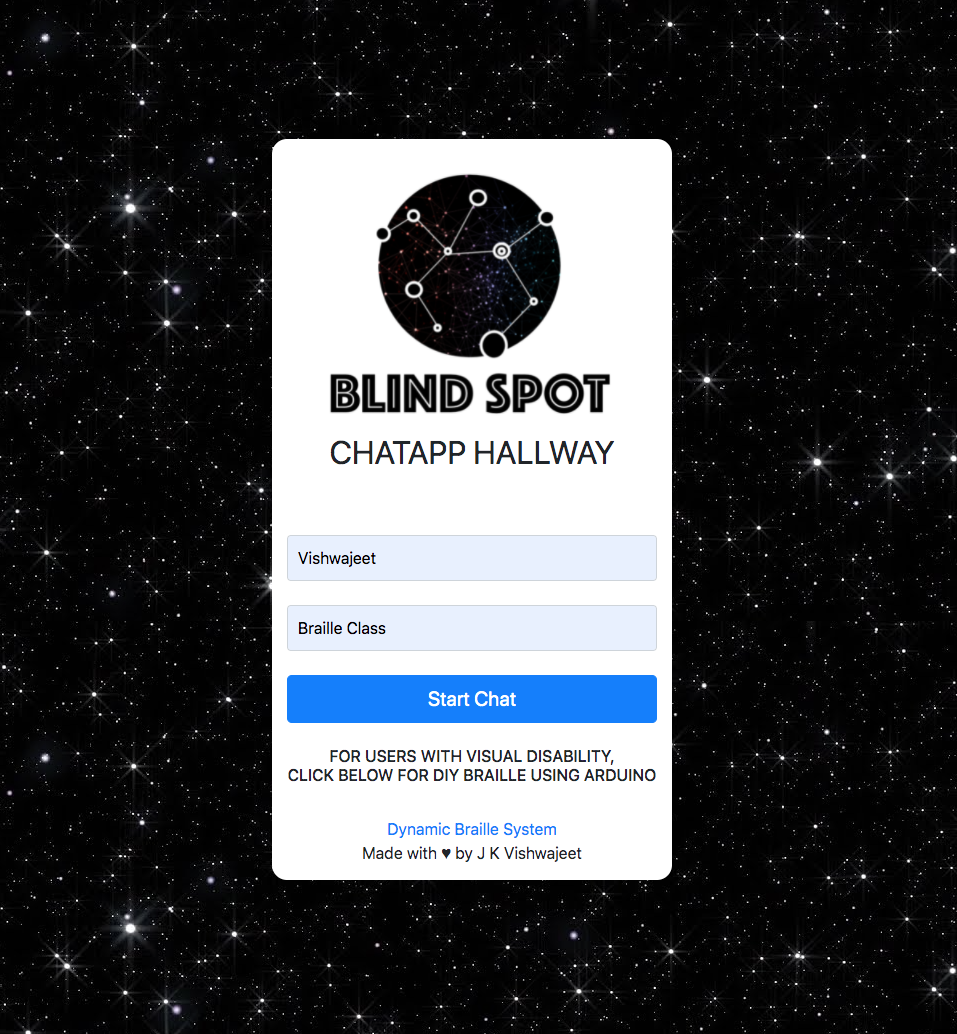 BLIND SPOT
CHATAPP HALLWAY
Vishwajeet
Braille Class
Start Chat
FOR USERS WITH VISUAL DISABILITY,
CLICK BELOW FOR DIY BRAILLE USING ARDUINO
Dynamic Braille System
Made with ♥ by J K Vishwajeet